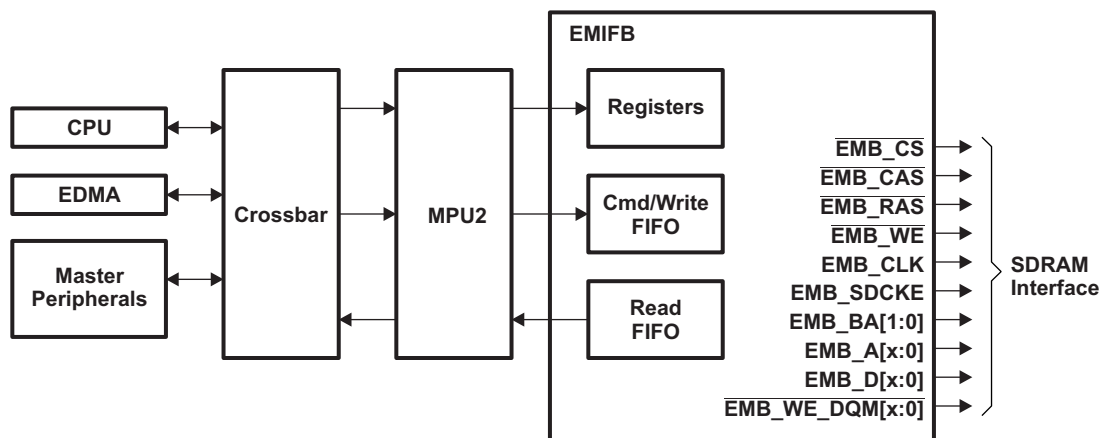 EMIFB
CPU
EDMA
Master
Peripherals
Crossbar
MPU2
Registers
Cmd/Write
FIFO
Read
FIFO
EMB_CS
EMB_CAS
EMB_RAS
EMB_WE
EMB_CLK
EMB_SDCKE
EMB_BA[1:0]
EMB_A[x:0]
EMB_D[x:0]
EMB_WE_DQM[x:0]
SDRAM
Interface